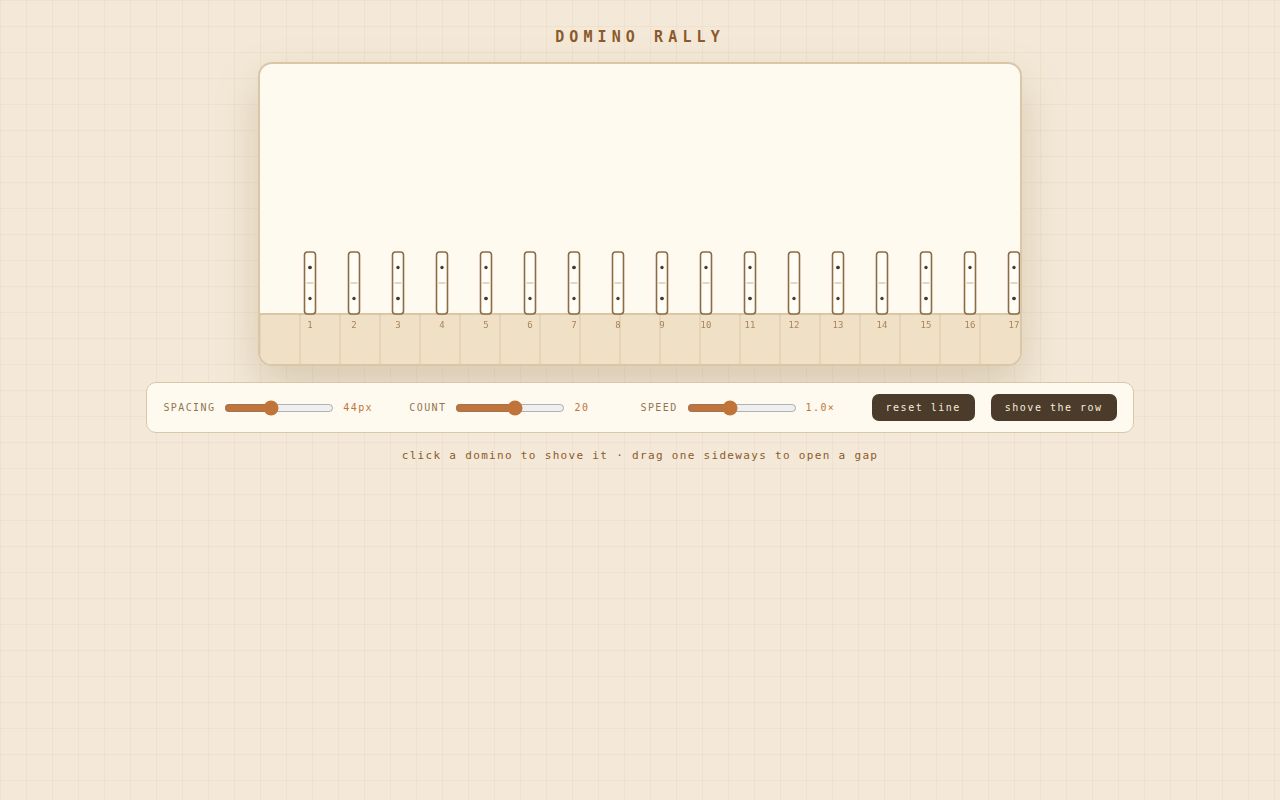 DOMINO RALLY
1 2 3 4 5 6 7 8 9 10 11 12 13 14 15 16 17
SPACING 44px COUNT 20 SPEED 1.0× reset line shove the row
click a domino to shove it · drag one sideways to open a gap